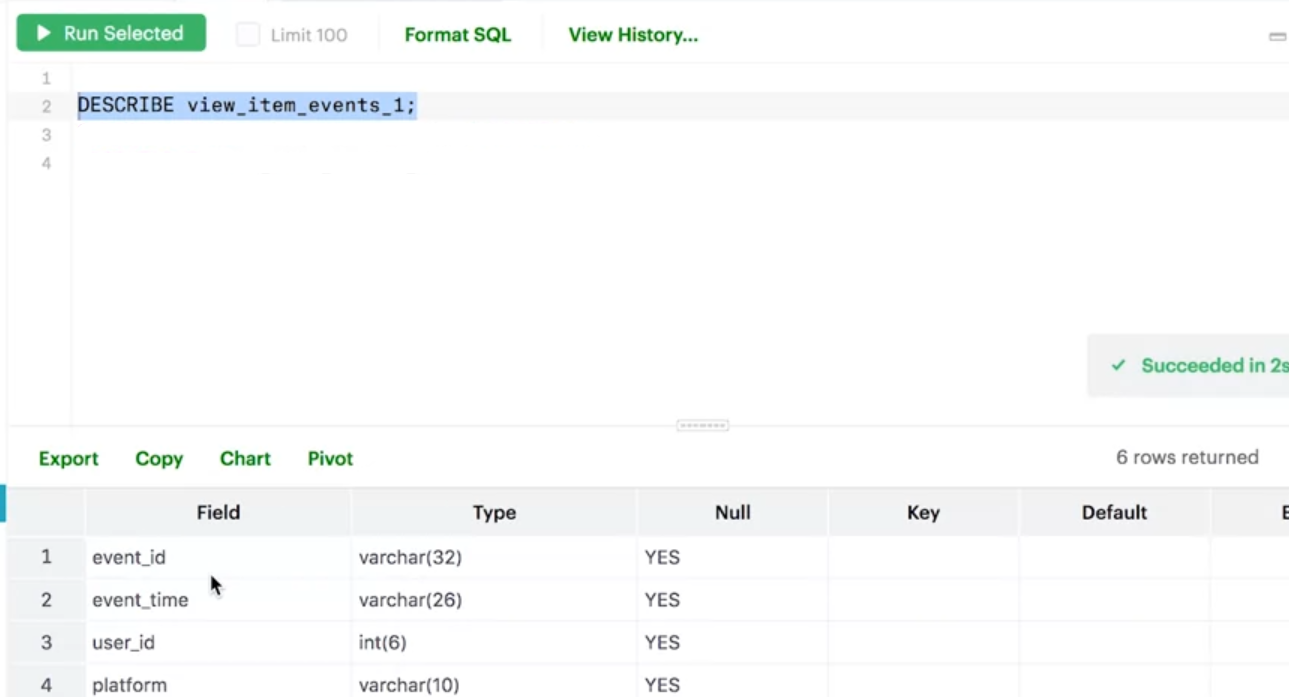 Run Selected Limit 100 Format SQL View History...
1
2 DESCRIBE view_item_events_1;
3
4
Succeeded in 2s
Export Copy Chart Pivot 6 rows returned
Field Type Null Key Default
1 event_id varchar(32) YES
2 event_time varchar(26) YES
3 user_id int(6) YES
4 platform varchar(10) YES